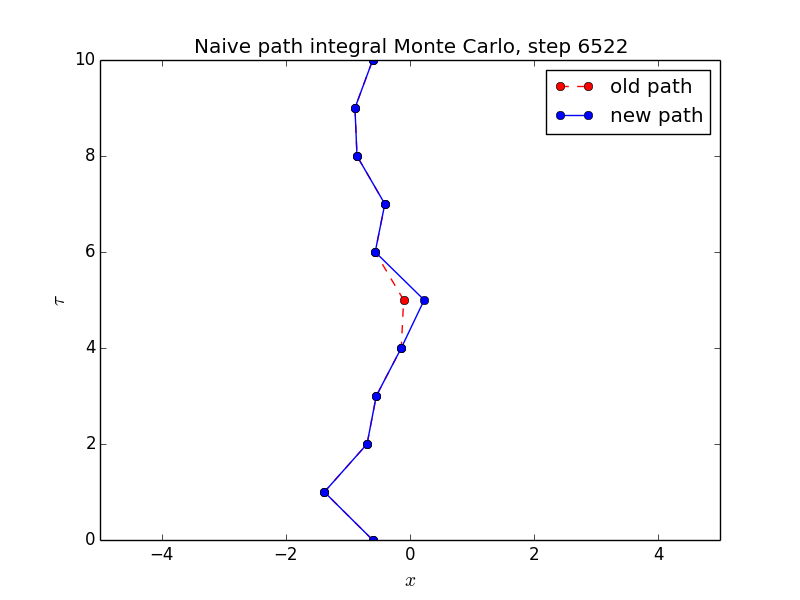 Naive path integral Monte Carlo, step 6522
10
old path
new path
8
6
τ
4
2
0
−4 −2 0 2 4
x